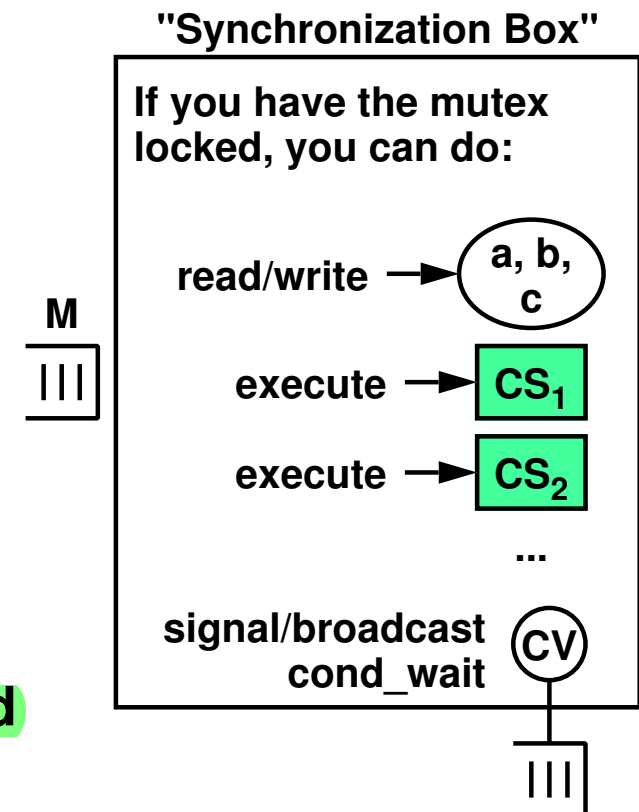 "Synchronization Box"
If you have the mutex
locked, you can do:
read/write
a, b,
c
M
execute
CS₁
execute
CS₂
...
signal/broadcast
cond_wait
CV
d